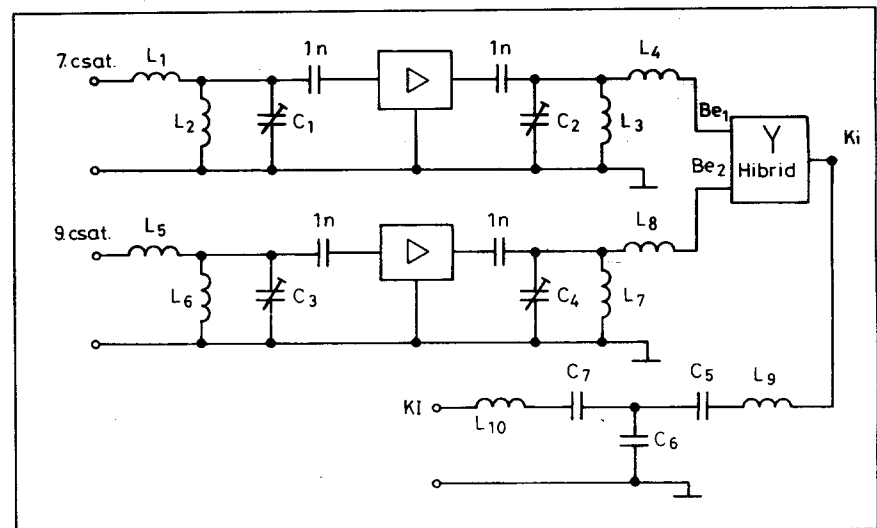 7.csat.
L1
L2
C1
1n
1n
C2
L3
L4
Be1
Be2
Y
Hibrid
Ki
9.csat.
L5
L6
C3
1n
1n
C4
L7
L8
KI
L10
C7
C6
C5
L9